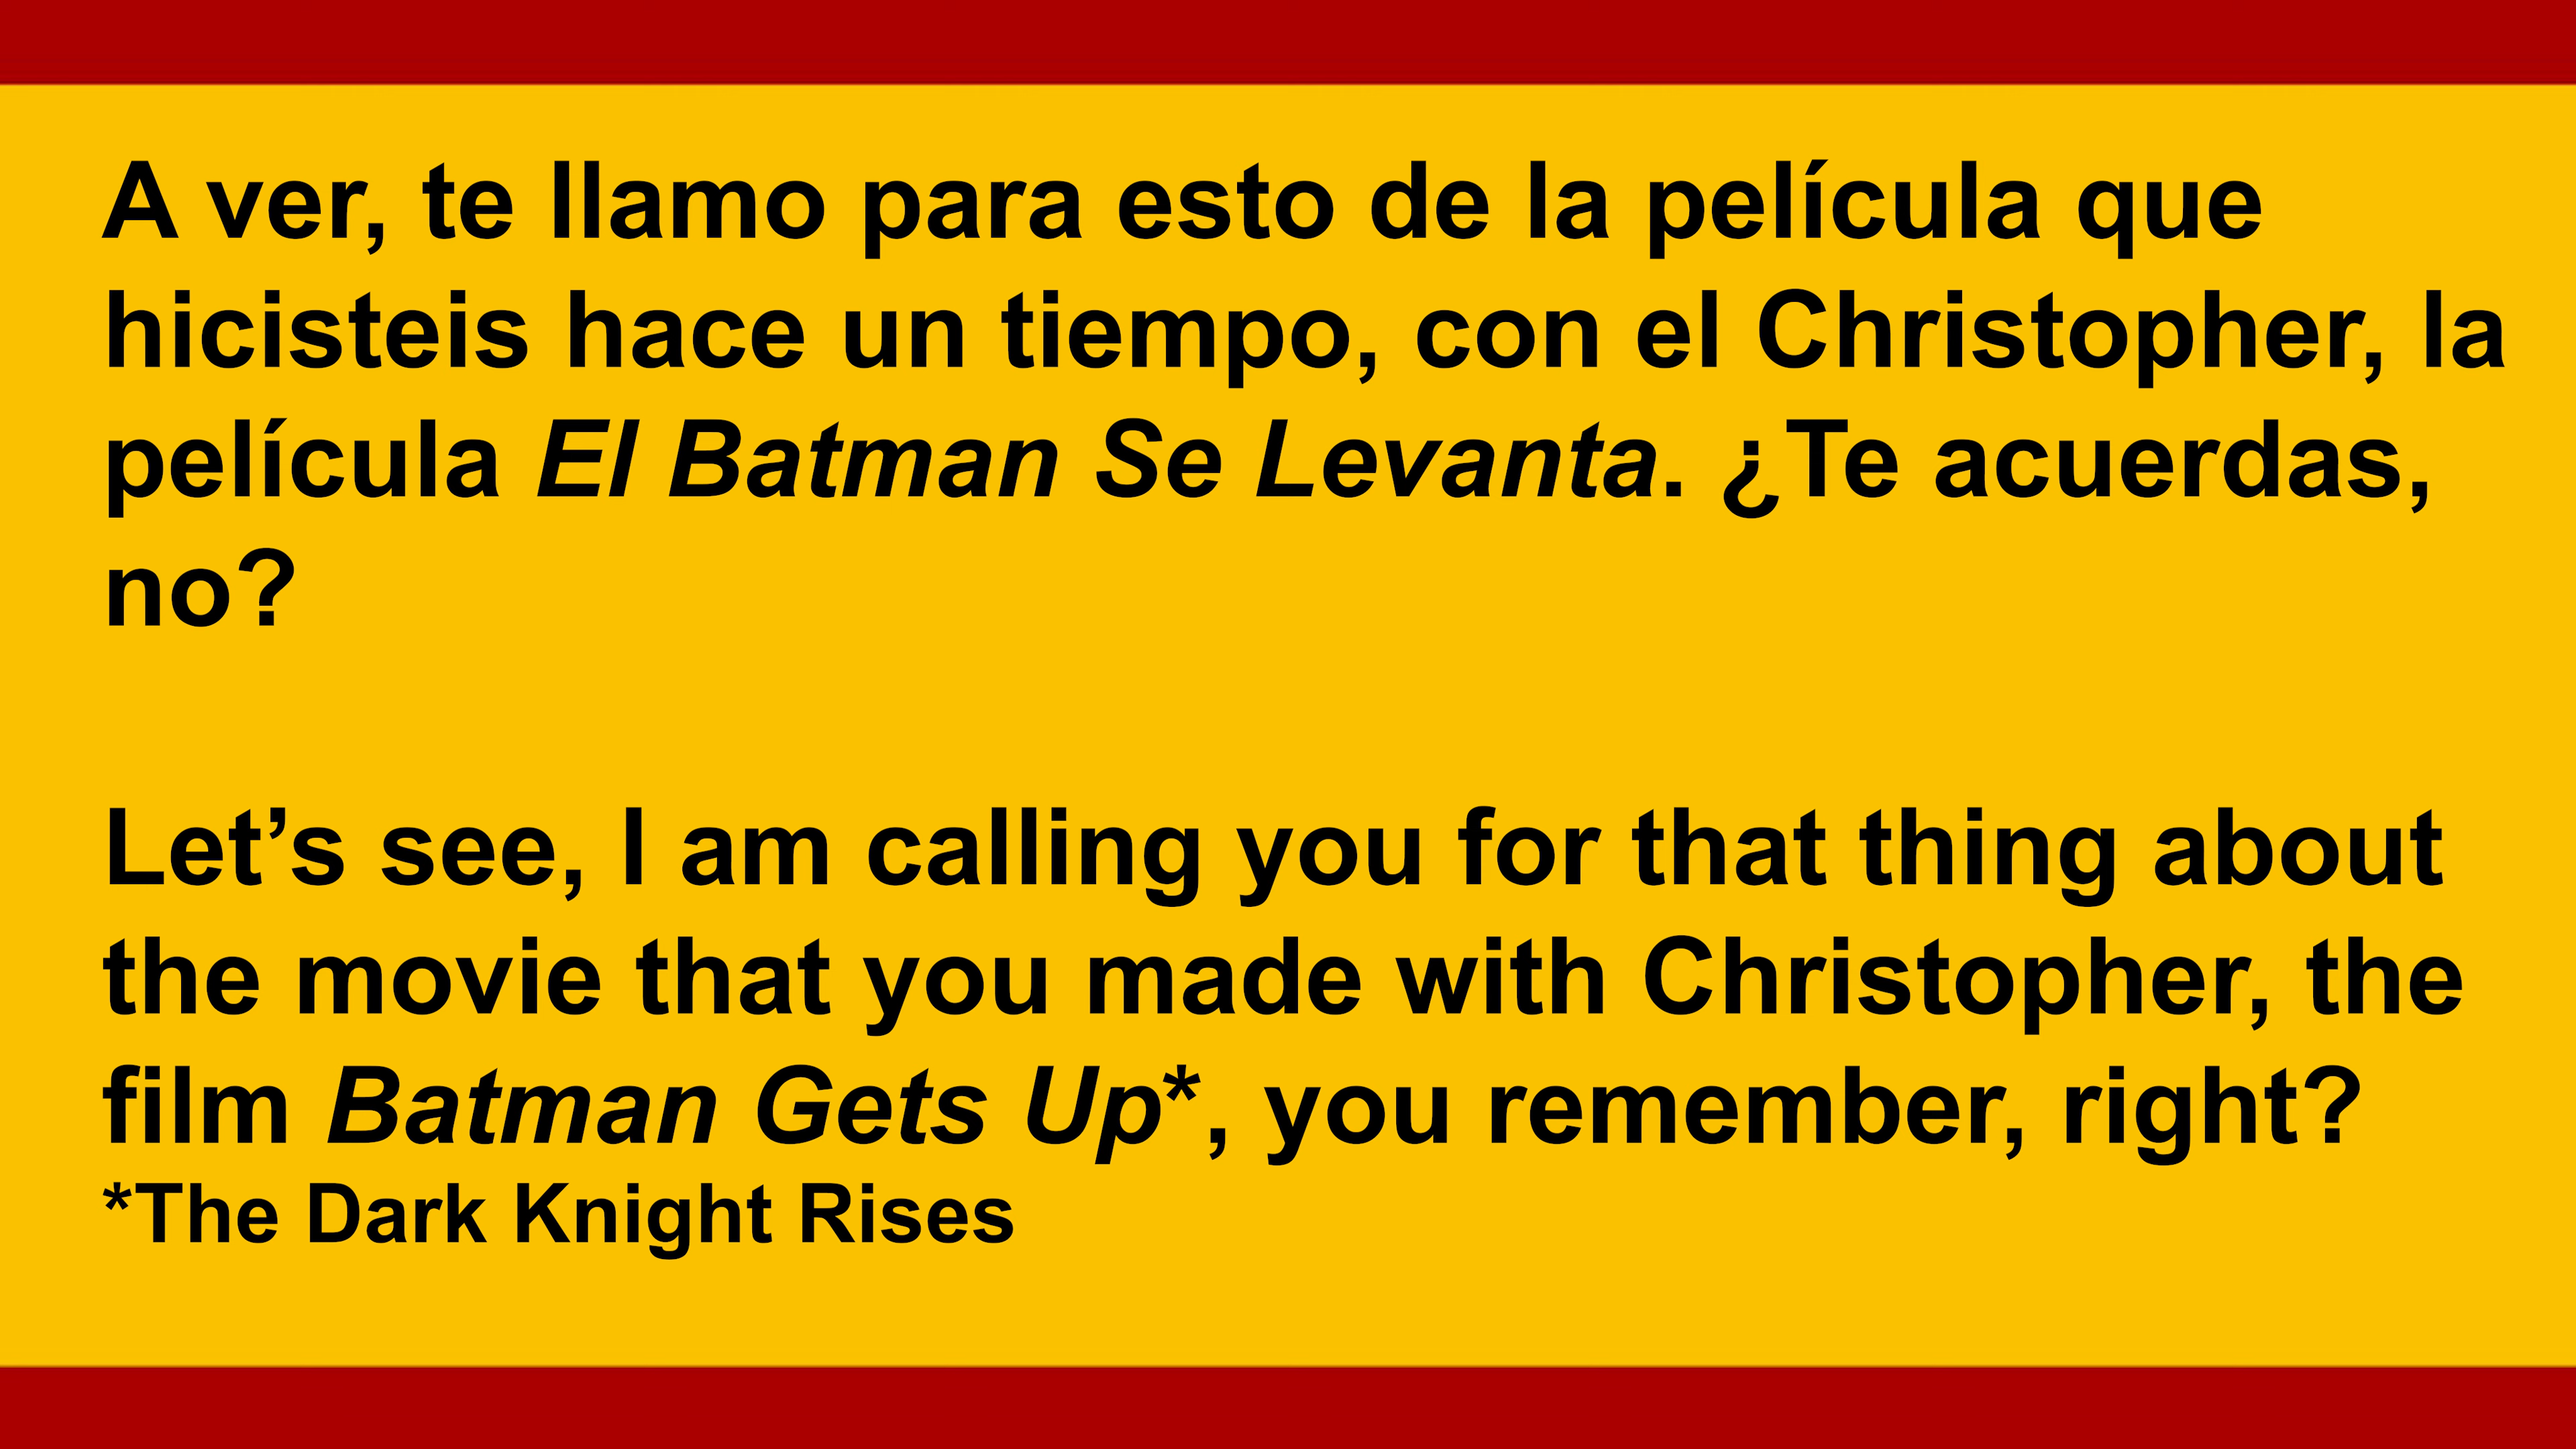 A ver, te llamo para esto de la película que
hicisteis hace un tiempo, con el Christopher, la
película El Batman Se Levanta. ¿Te acuerdas,
no?
Let’s see, I am calling you for that thing about
the movie that you made with Christopher, the
film Batman Gets Up*, you remember, right?
*The Dark Knight Rises